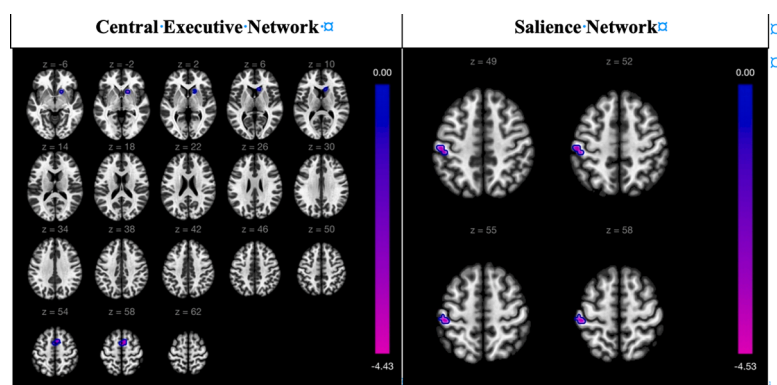 Central·Executive·Network·¤
Salience·Network¤
¤
¤
z = -6 z = -2 z = 2 z = 6 z = 10
0.00
z = 14 z = 18 z = 22 z = 26 z = 30
z = 34 z = 38 z = 42 z = 46 z = 50
z = 54 z = 58 z = 62
-4.43
z = 49 z = 52
0.00
z = 55 z = 58
-4.53